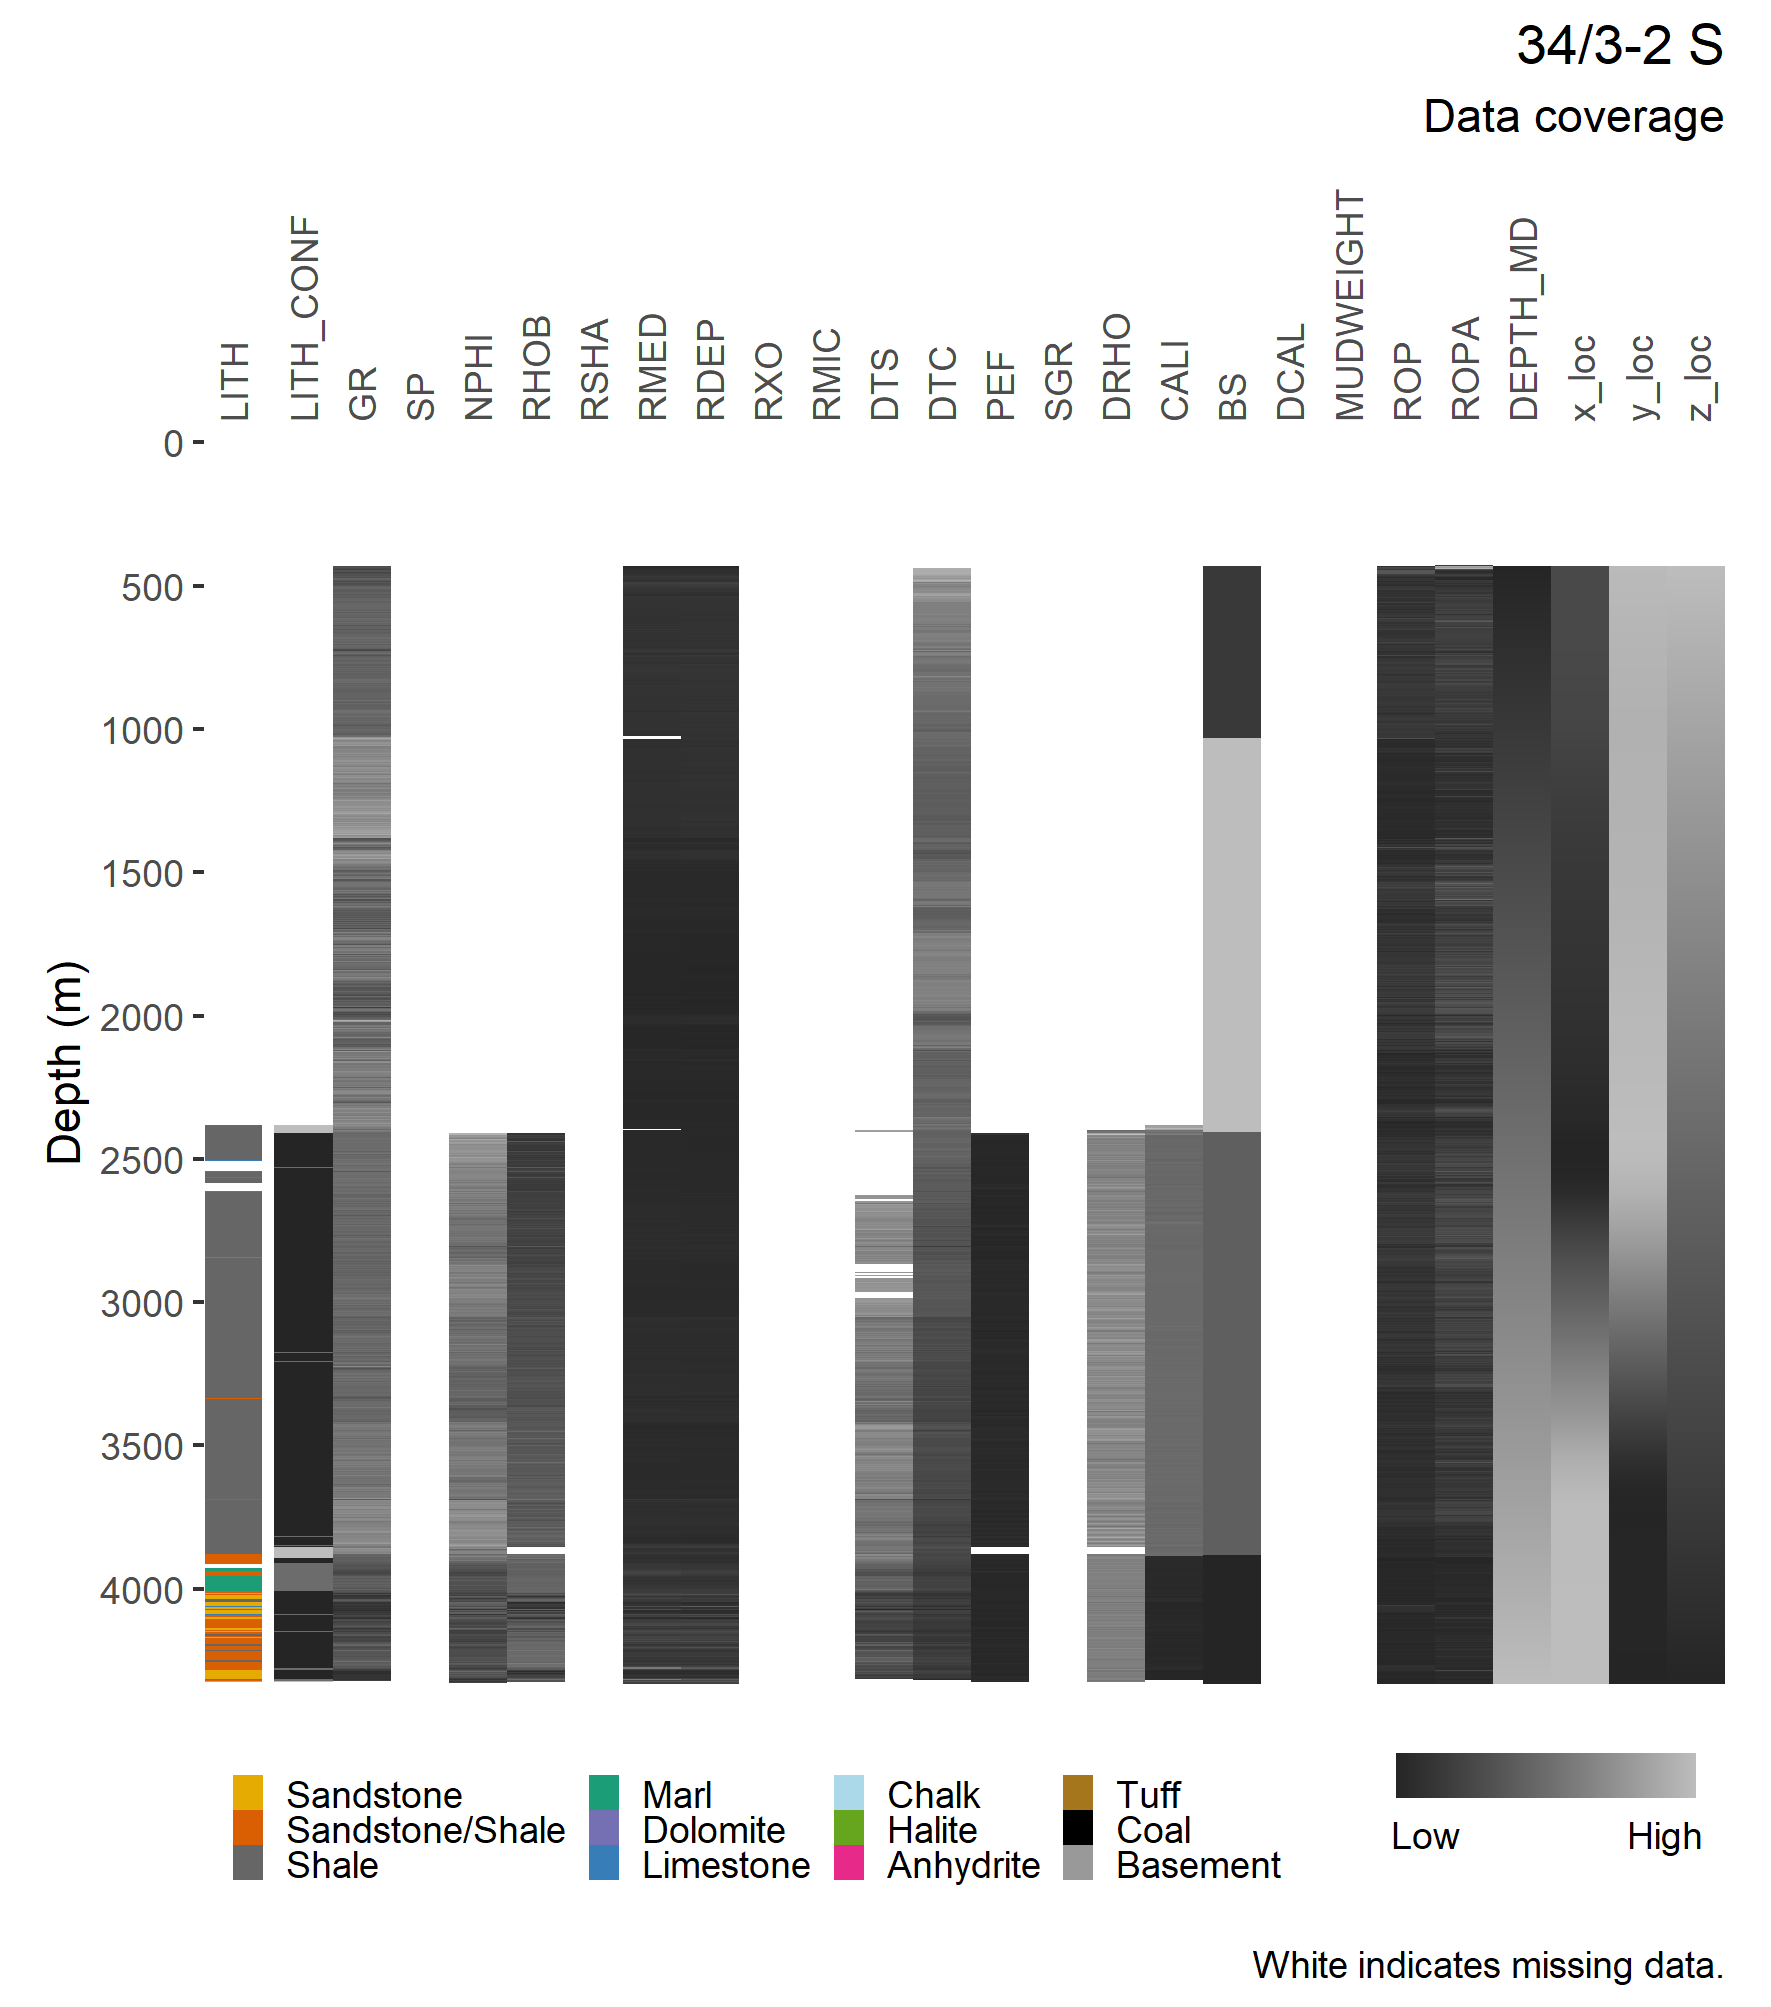 34/3-2 S
Data coverage
LITH
LITH_CONF
GR
SP
NPHI
RHOB
RSHA
RMED
RDEP
RXO
RMIC
DTS
DTC
PEF
SGR
DRHO
CALI
BS
DCAL
MUDWEIGHT
ROP
ROPA
DEPTH_MD
x_loc
y_loc
z_loc
Depth (m)
0
500
1000
1500
2000
2500
3000
3500
4000
Sandstone
Sandstone/Shale
Shale
Marl
Dolomite
Limestone
Chalk
Halite
Anhydrite
Tuff
Coal
Basement
Low
High
White indicates missing data.